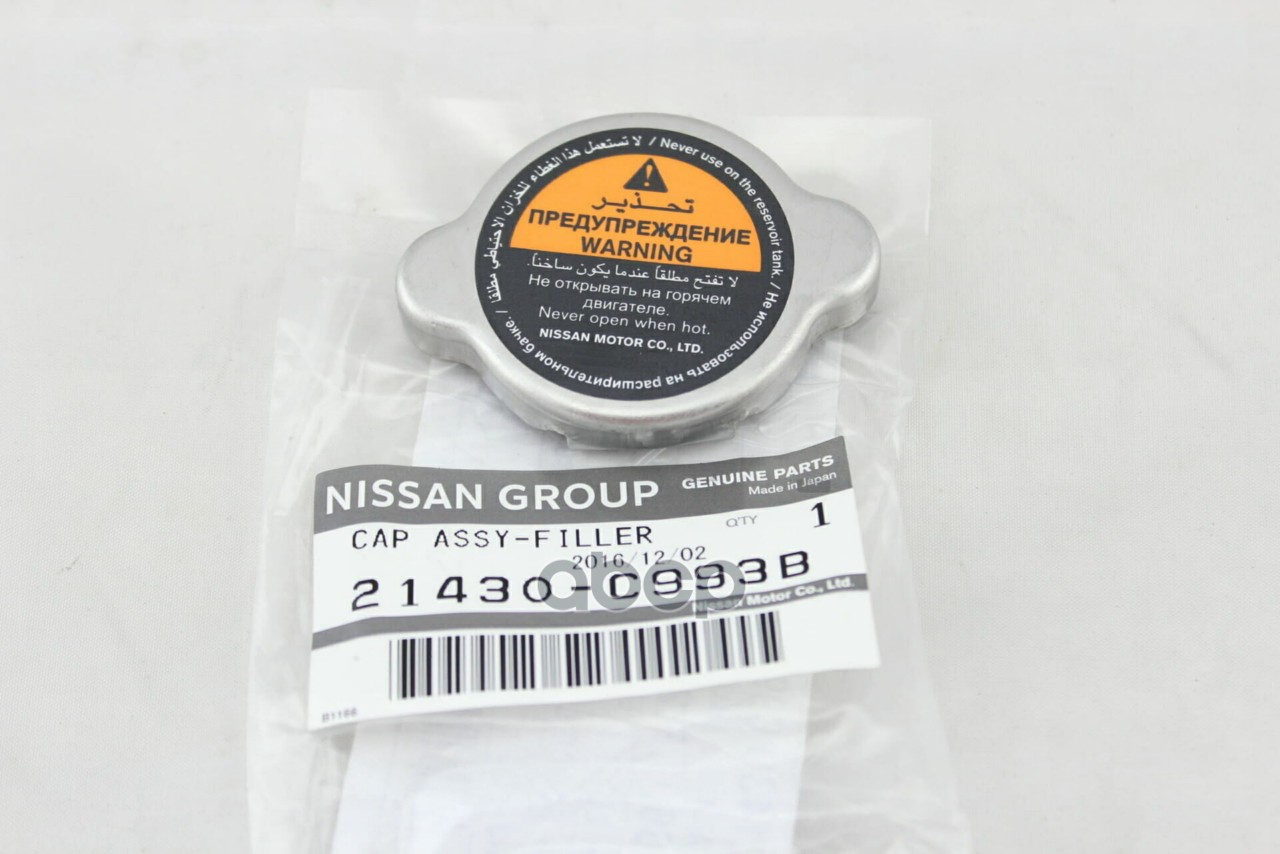 لا تستعمل هذا الغطاء للخزان الاحتياطي مطلقا / Never use on the reservoir tank. / Не использовать на расширительном бачке. /
تحذير
ПРЕДУПРЕЖДЕНИЕ
WARNING
لا تفتح مطلقاً عندما يكون ساخناً.
Не открывать на горячем
двигателе.
Never open when hot.
NISSAN MOTOR CO., LTD.
NISSAN GROUP
GENUINE PARTS
Made in Japan
CAP ASSY-FILLER
Q'TY 1
2016/12/02
21430-C993B
abcp
Nissan Motor Co., Ltd.
B1166